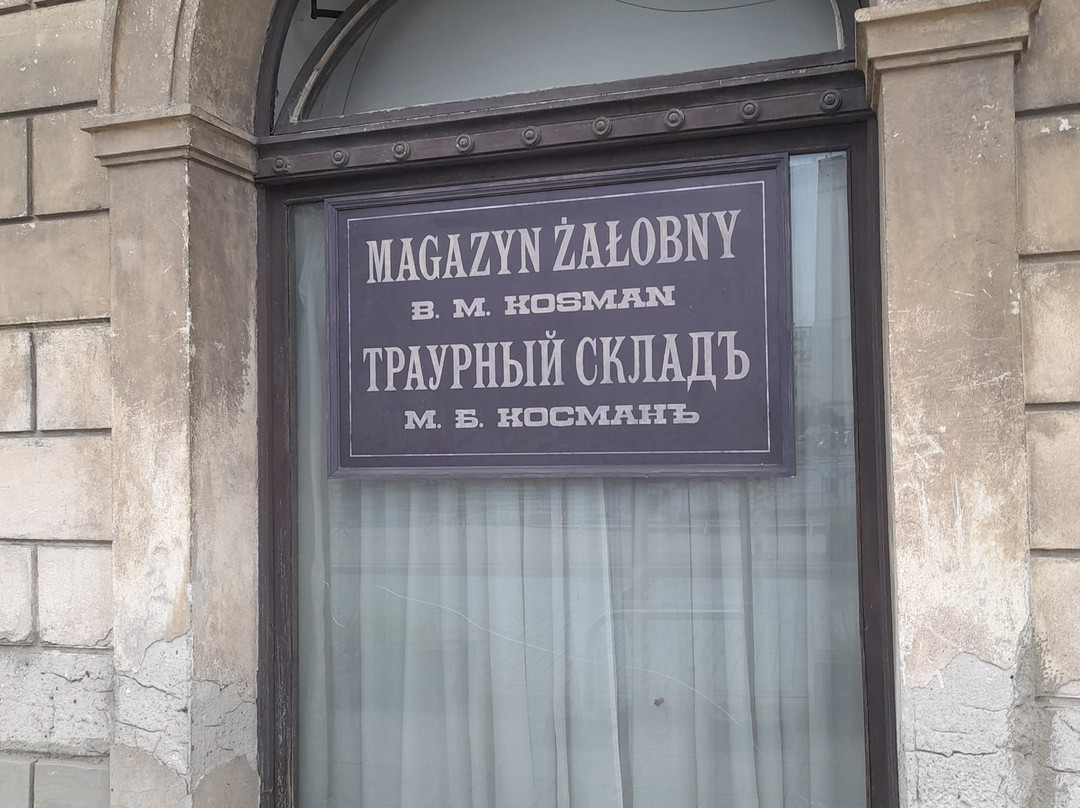 MAGAZYN ŻAŁOBNY
B. M. KOSMAN
ТРАУРНЫЙ СКЛАДЪ
М. Б. КОСМАНЪ